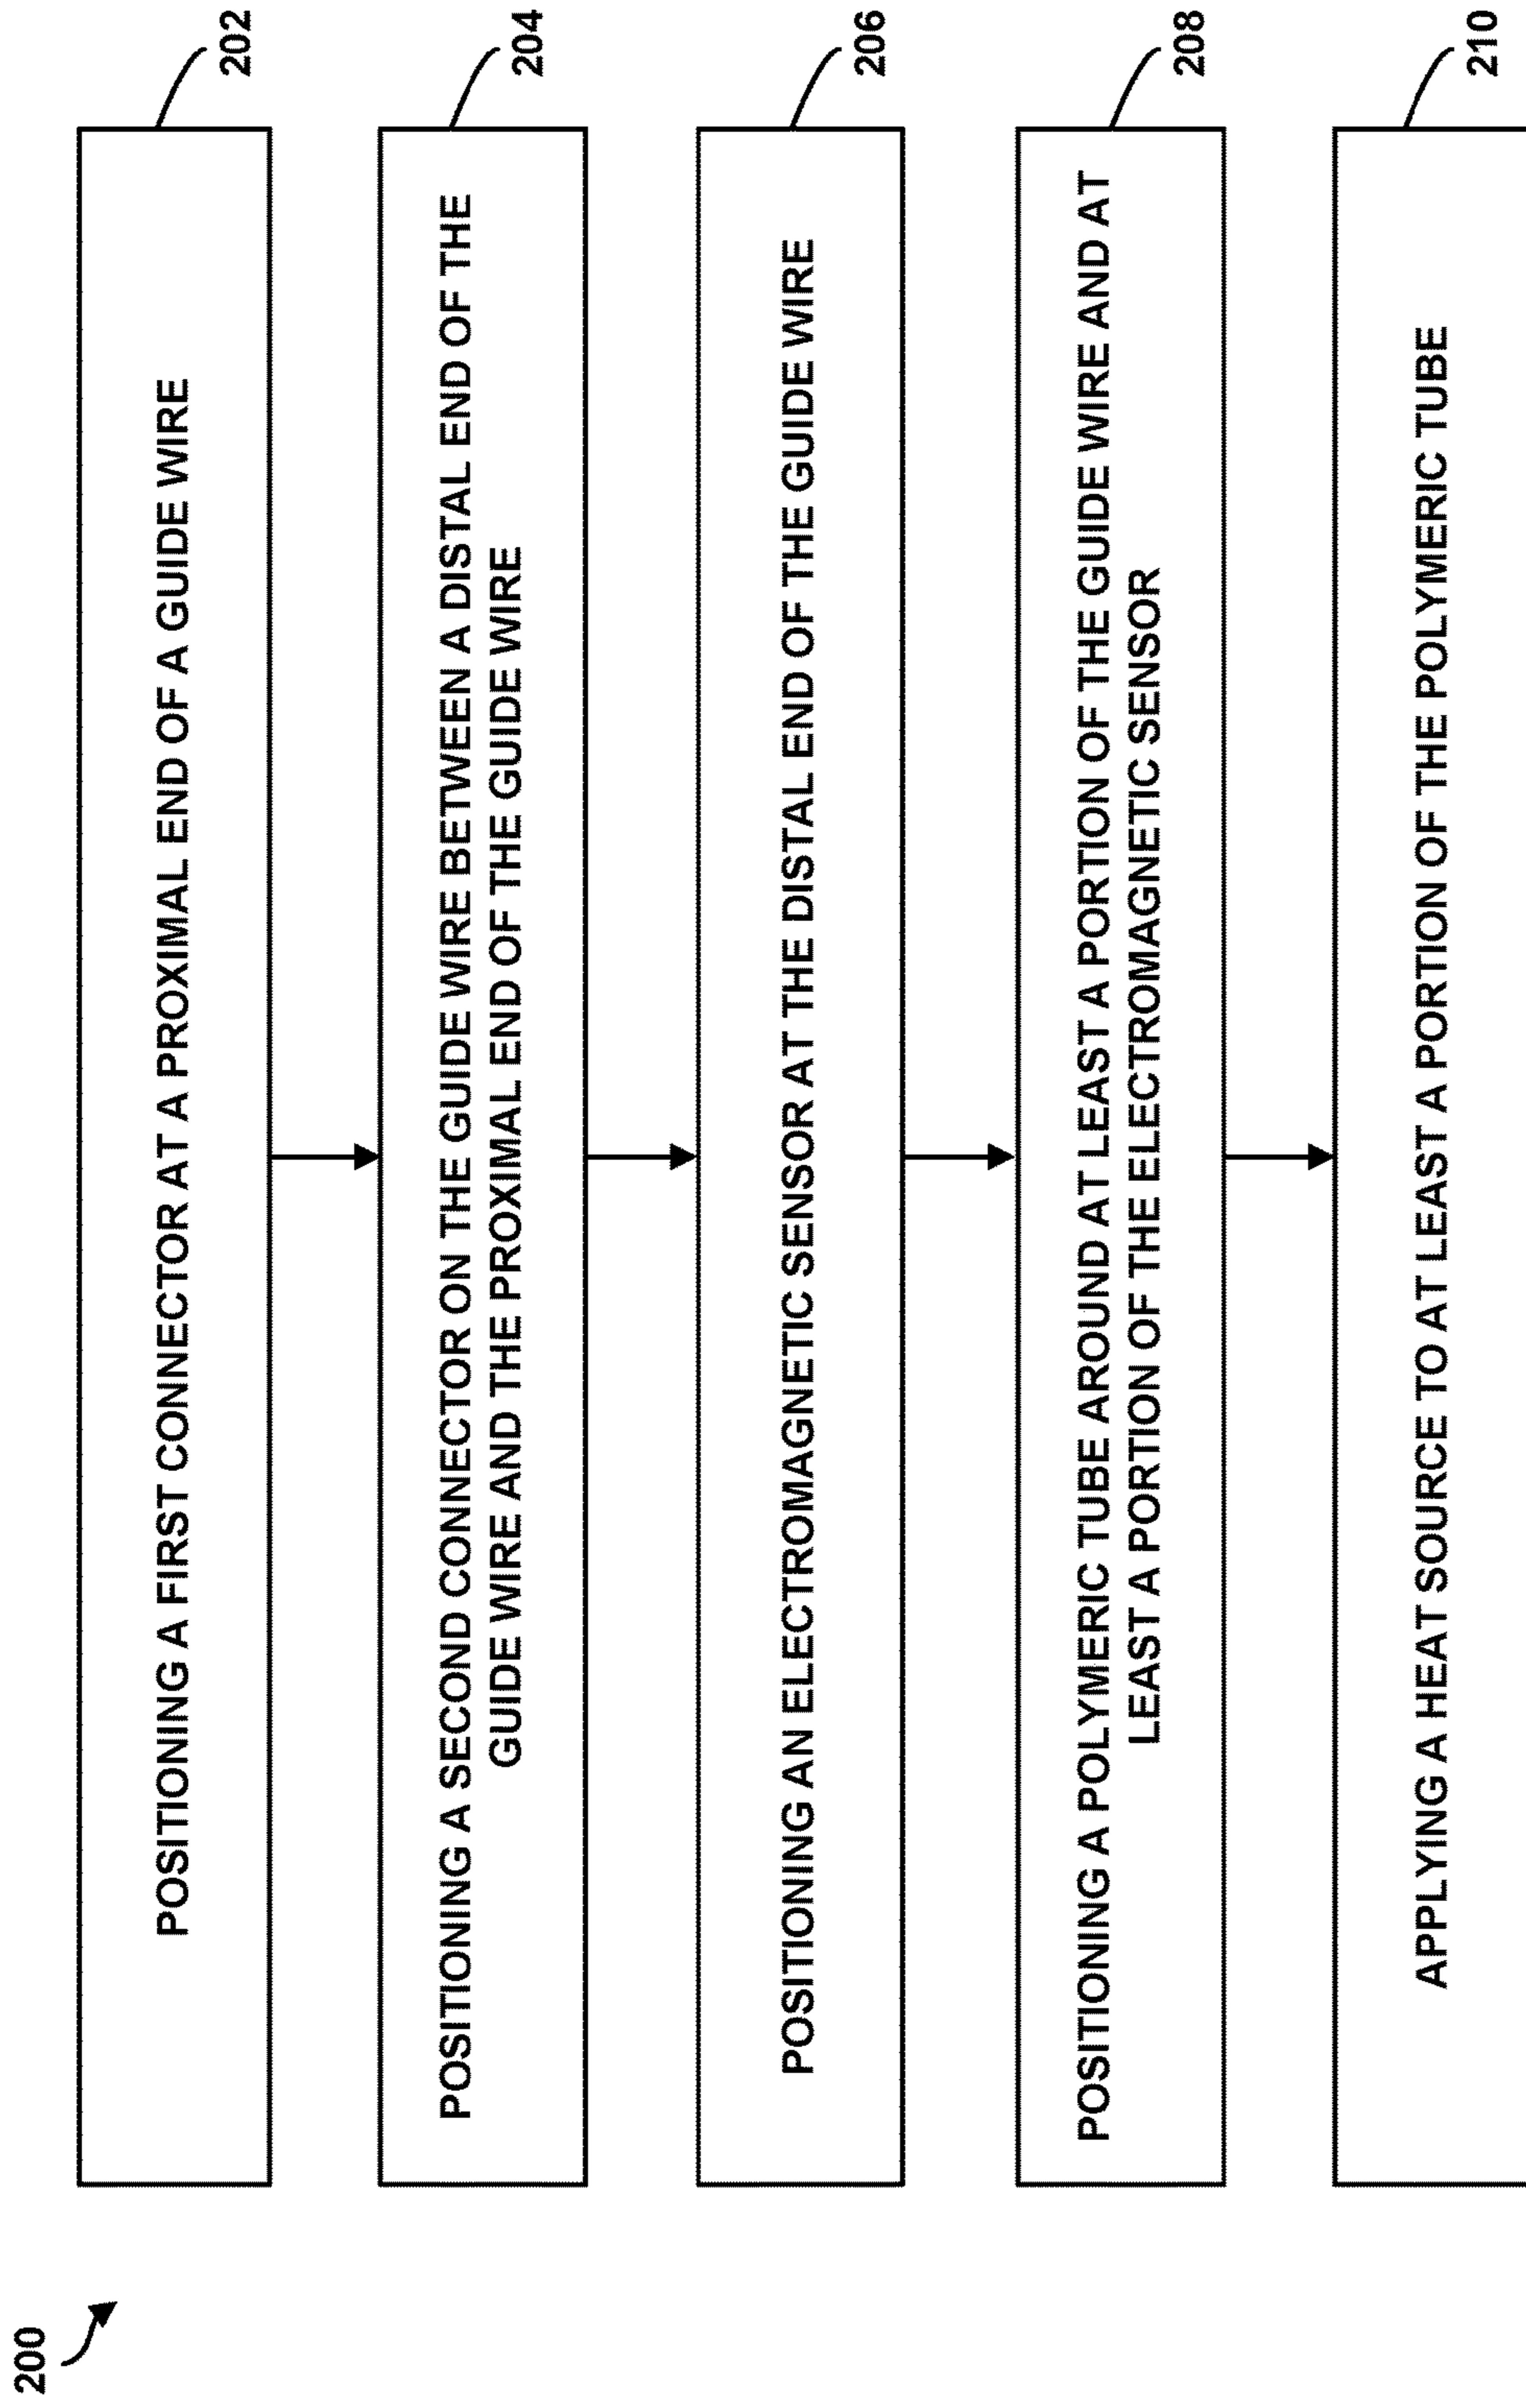 200
POSITIONING A FIRST CONNECTOR AT A PROXIMAL END OF A GUIDE WIRE
202
POSITIONING A SECOND CONNECTOR ON THE GUIDE WIRE BETWEEN A DISTAL END OF THE
GUIDE WIRE AND THE PROXIMAL END OF THE GUIDE WIRE
204
POSITIONING AN ELECTROMAGNETIC SENSOR AT THE DISTAL END OF THE GUIDE WIRE
206
POSITIONING A POLYMERIC TUBE AROUND AT LEAST A PORTION OF THE GUIDE WIRE AND AT
LEAST A PORTION OF THE ELECTROMAGNETIC SENSOR
208
APPLYING A HEAT SOURCE TO AT LEAST A PORTION OF THE POLYMERIC TUBE
210